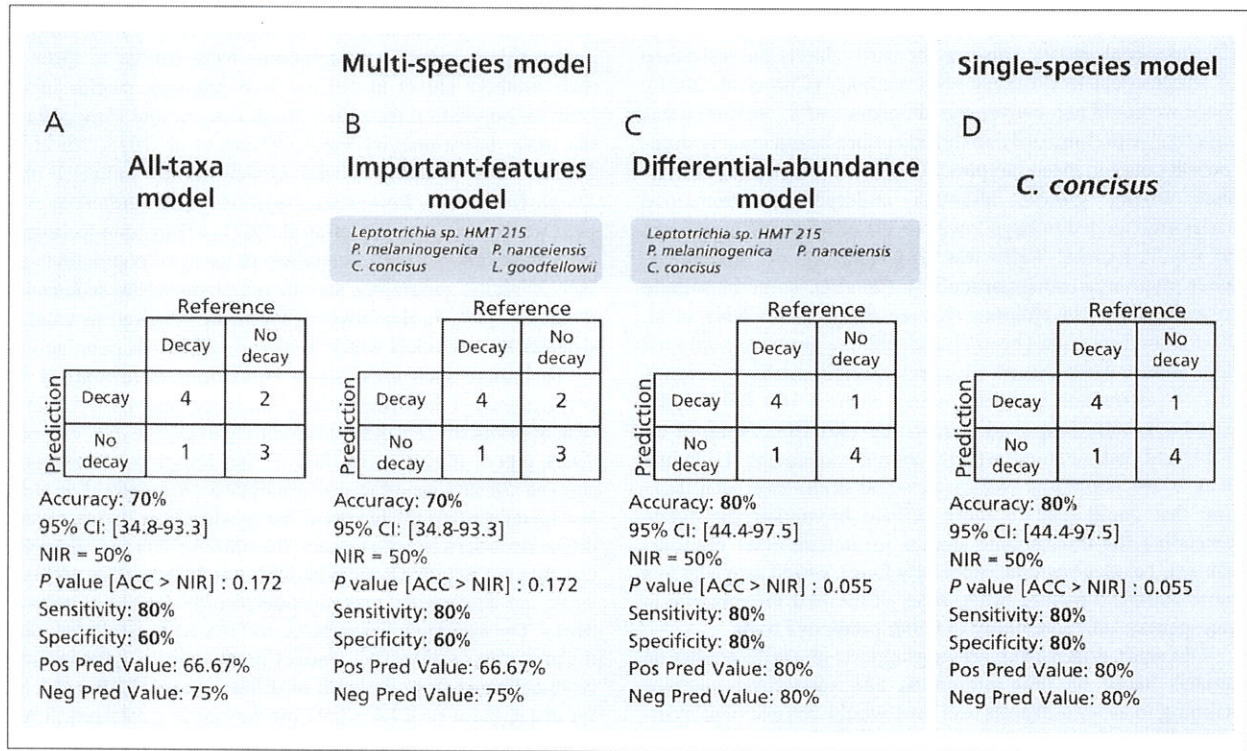 Multi-species model
Single-species model
A
All-taxa
model
Reference
Decay
No
decay
Prediction
Decay
4
2
No
decay
1
3
Accuracy: 70%
95% CI: [34.8-93.3]
NIR = 50%
P value [ACC > NIR] : 0.172
Sensitivity: 80%
Specificity: 60%
Pos Pred Value: 66.67%
Neg Pred Value: 75%
B
Important-features
model
Leptotrichia sp. HMT 215
P. melaninogenica P. nanceiensis
C. concisus L. goodfellowii
Reference
Decay
No
decay
Prediction
Decay
4
2
No
decay
1
3
Accuracy: 70%
95% CI: [34.8-93.3]
NIR = 50%
P value [ACC > NIR] : 0.172
Sensitivity: 80%
Specificity: 60%
Pos Pred Value: 66.67%
Neg Pred Value: 75%
C
Differential-abundance
model
Leptotrichia sp. HMT 215
P. melaninogenica P. nanceiensis
C. concisus
Reference
Decay
No
decay
Prediction
Decay
4
1
No
decay
1
4
Accuracy: 80%
95% CI: [44.4-97.5]
NIR = 50%
P value [ACC > NIR] : 0.055
Sensitivity: 80%
Specificity: 80%
Pos Pred Value: 80%
Neg Pred Value: 80%
D
C. concisus
Reference
Decay
No
decay
Prediction
Decay
4
1
No
decay
1
4
Accuracy: 80%
95% CI: [44.4-97.5]
NIR = 50%
P value [ACC > NIR] : 0.055
Sensitivity: 80%
Specificity: 80%
Pos Pred Value: 80%
Neg Pred Value: 80%